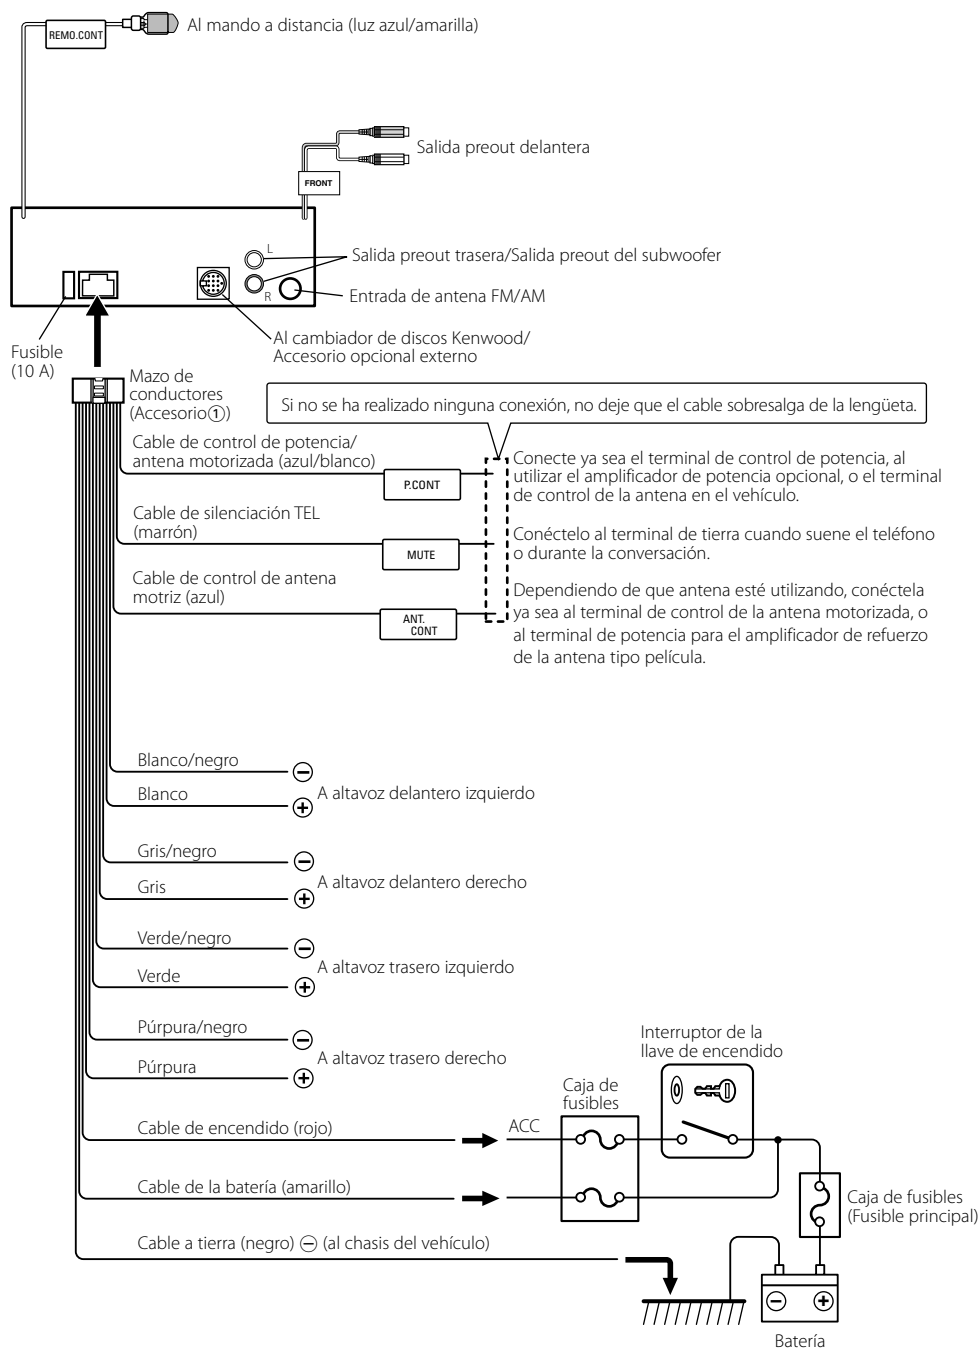 REMO.CONT
Al mando a distancia (luz azul/amarilla)
Salida preout delantera
FRONT
L
Salida preout trasera/Salida preout del subwoofer
R
Entrada de antena FM/AM
Al cambiador de discos Kenwood/
Accesorio opcional externo
Fusible
(10 A)
Mazo de
conductores
(Accesorio①)
Si no se ha realizado ninguna conexión, no deje que el cable sobresalga de la lengüeta.
Cable de control de potencia/
antena motorizada (azul/blanco)
P.CONT
Conecte ya sea el terminal de control de potencia, al
utilizar el amplificador de potencia opcional, o el terminal
de control de la antena en el vehículo.
Cable de silenciación TEL
(marrón)
MUTE
Conéctelo al terminal de tierra cuando suene el teléfono
o durante la conversación.
Cable de control de antena
motriz (azul)
ANT.
CONT
Dependiendo de que antena esté utilizando, conéctela
ya sea al terminal de control de la antena motorizada, o
al terminal de potencia para el amplificador de refuerzo
de la antena tipo película.
Blanco/negro
⊖
Blanco
⊕
A altavoz delantero izquierdo
Gris/negro
⊖
Gris
⊕
A altavoz delantero derecho
Verde/negro
⊖
Verde
⊕
A altavoz trasero izquierdo
Púrpura/negro
⊖
Púrpura
⊕
A altavoz trasero derecho
Interruptor de la
llave de encendido
Caja de
fusibles
Cable de encendido (rojo)
ACC
Cable de la batería (amarillo)
Caja de fusibles
(Fusible principal)
Cable a tierra (negro) ⊖ (al chasis del vehículo)
⊖ ⊕
Batería